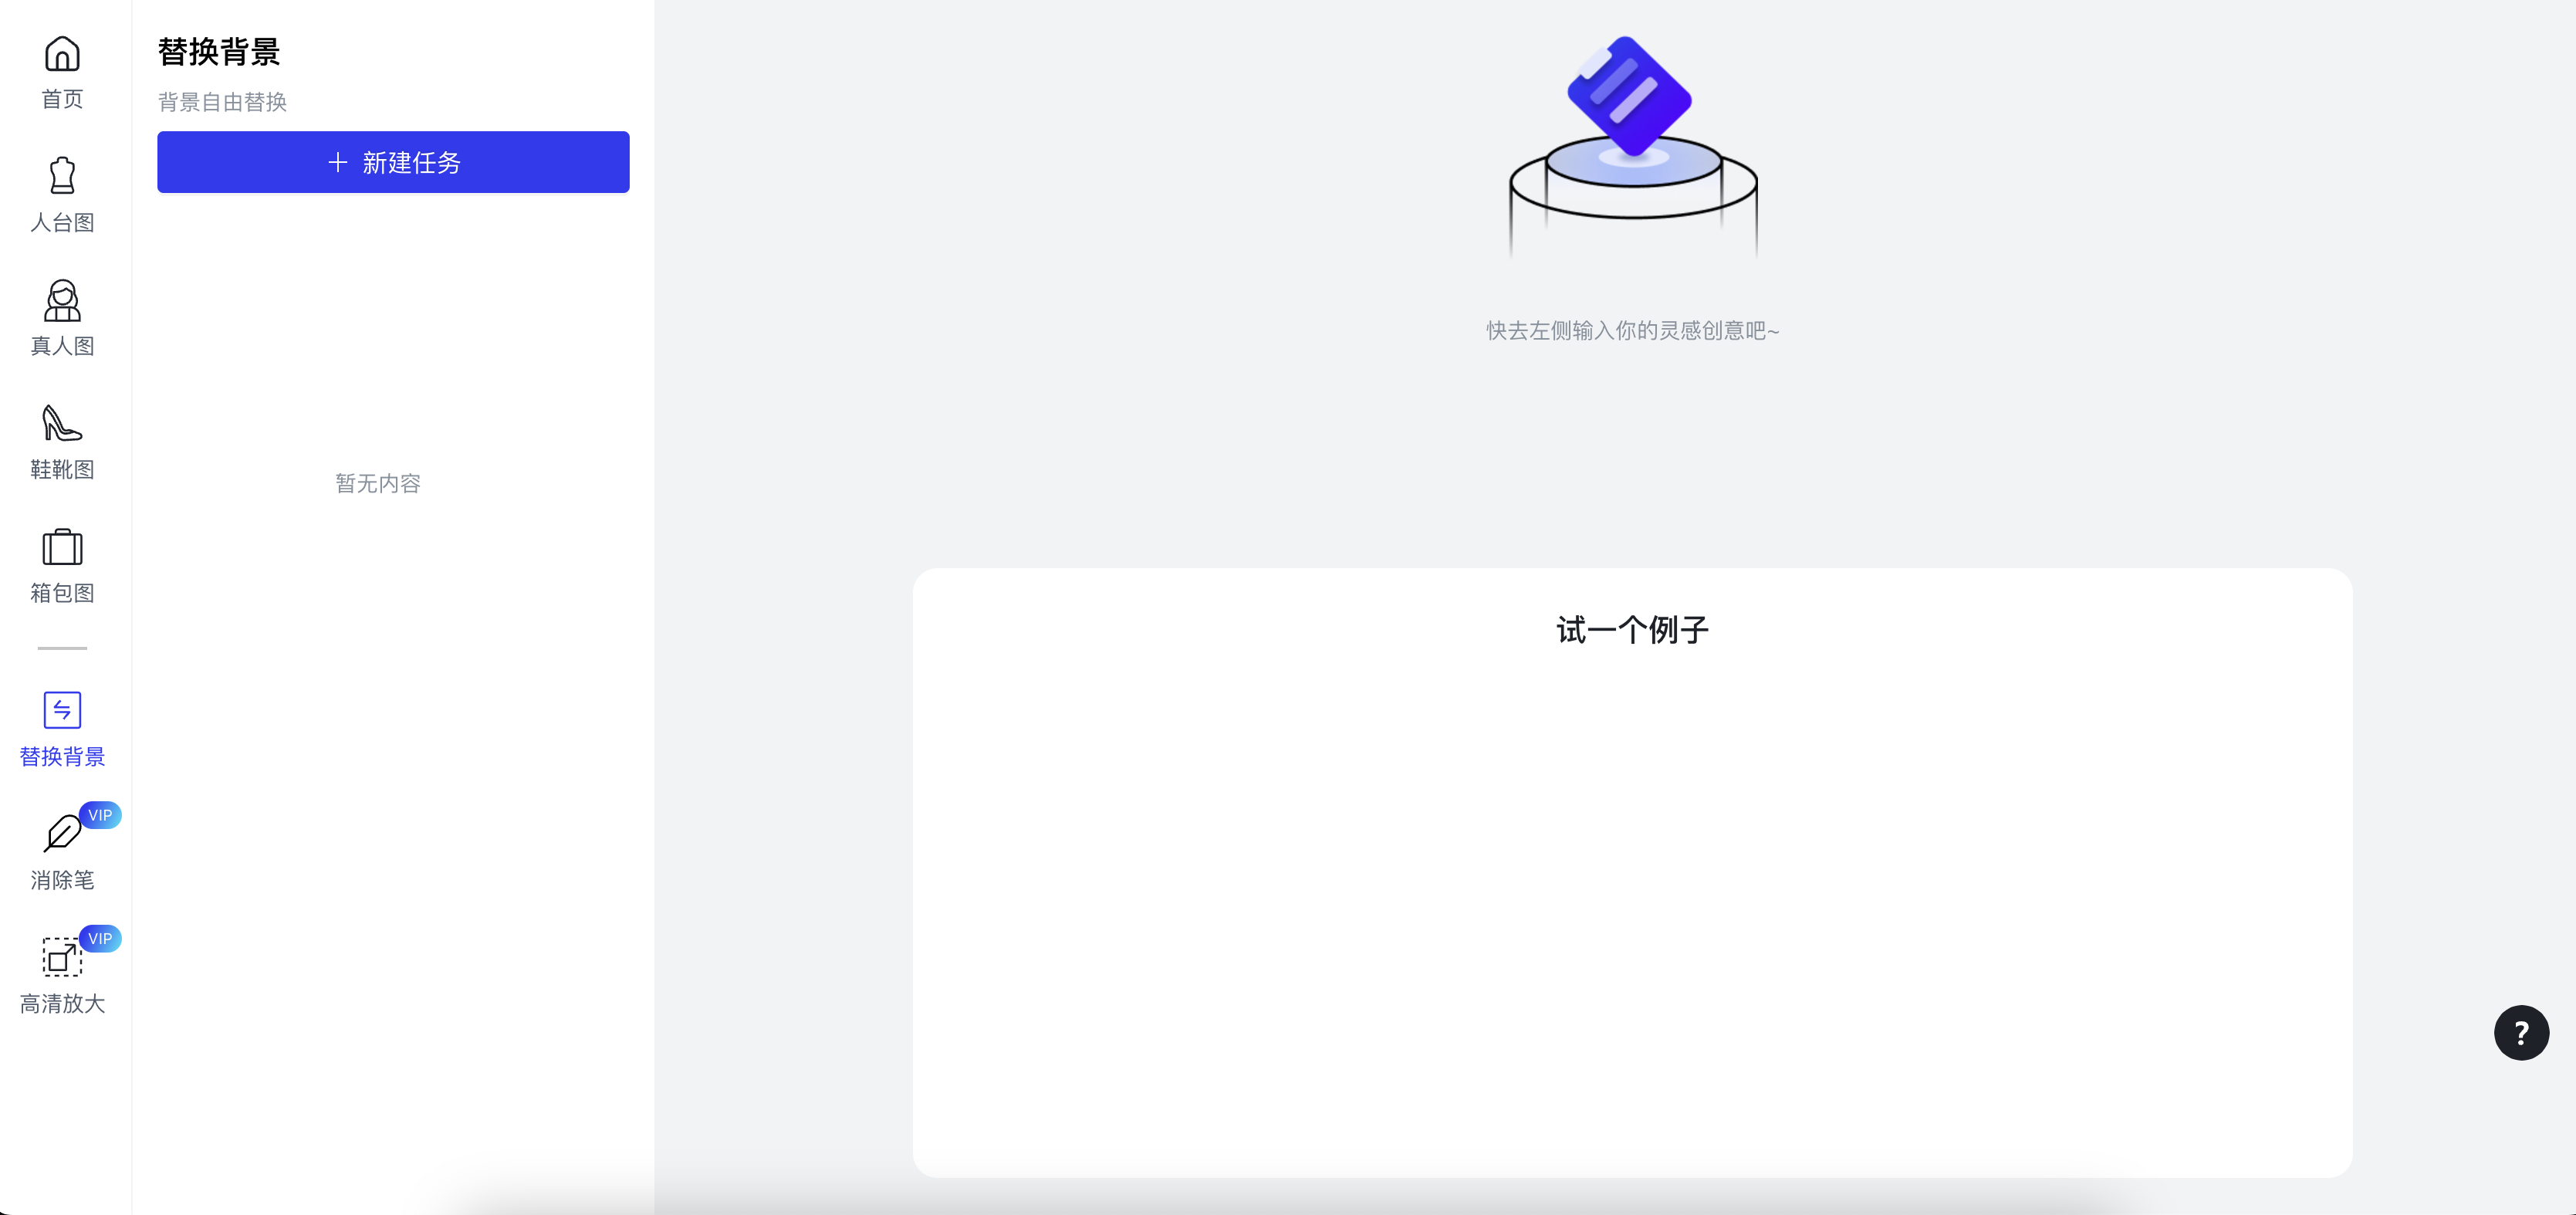 首页
人台图
真人图
鞋靴图
箱包图
替换背景
VIP
消除笔
VIP
高清放大
替换背景
背景自由替换
新建任务
暂无内容
快去左侧输入你的灵感创意吧~
试一个例子
?